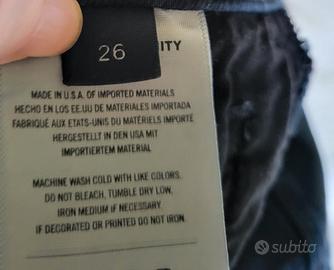 26
ITY
MADE IN U.S.A. OF IMPORTED MATERIALS
HECHO EN LOS EE.UU DE MATERIALES IMPORTADA
FABRIQUÉ AUX ETATS-UNIS DU MATÉRIELS IMPORTÉ
HERGESTELLT IN DEN USA MIT
IMPORTIERTEM MATERIAL
MACHINE WASH COLD WITH LIKE COLORS.
DO NOT BLEACH, TUMBLE DRY LOW,
IRON MEDIUM IF NECESSARY.
IF DECORATED OR PRINTED DO NOT IRON.
subito